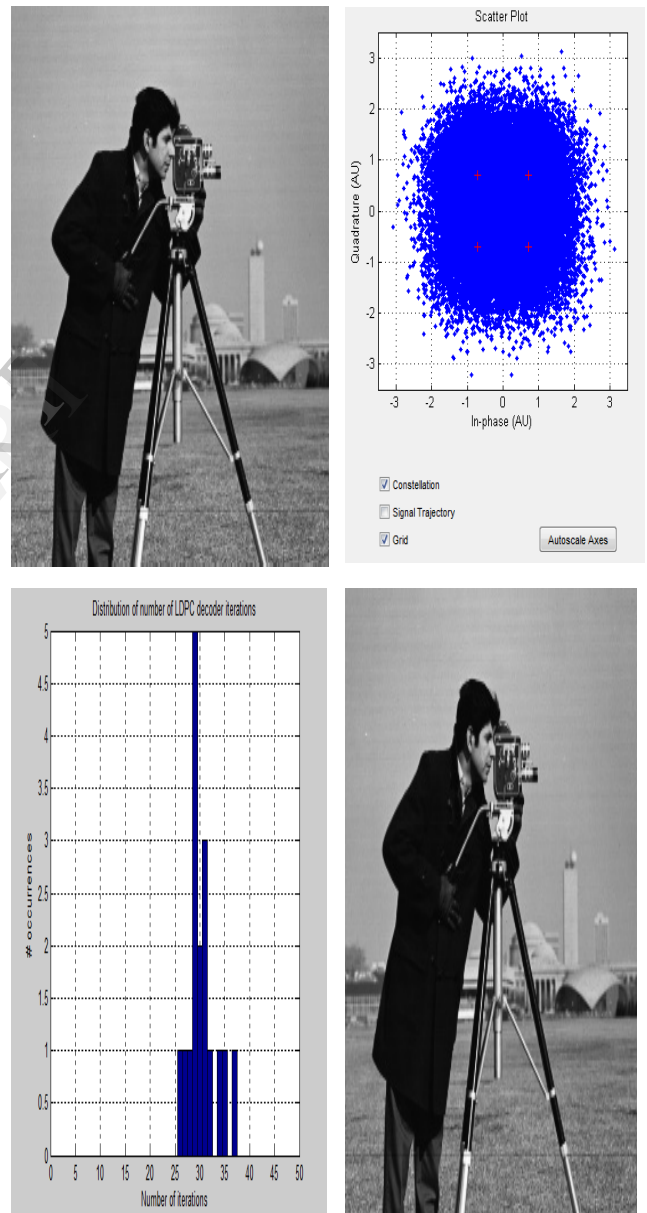 Scatter Plot
3
2
1
0
-1
-2
-3
Quadrature (AU)
-3 -2 -1 0 1 2 3
In-phase (AU)
Constellation
Signal Trajectory
Grid
Autoscale Axes
Distribution of number of LDPC decoder iterations
5
4.5
4
3.5
3
2.5
2
1.5
1
0.5
0
# occurrences
0 5 10 15 20 25 30 35 40 45 50
Number of iterations